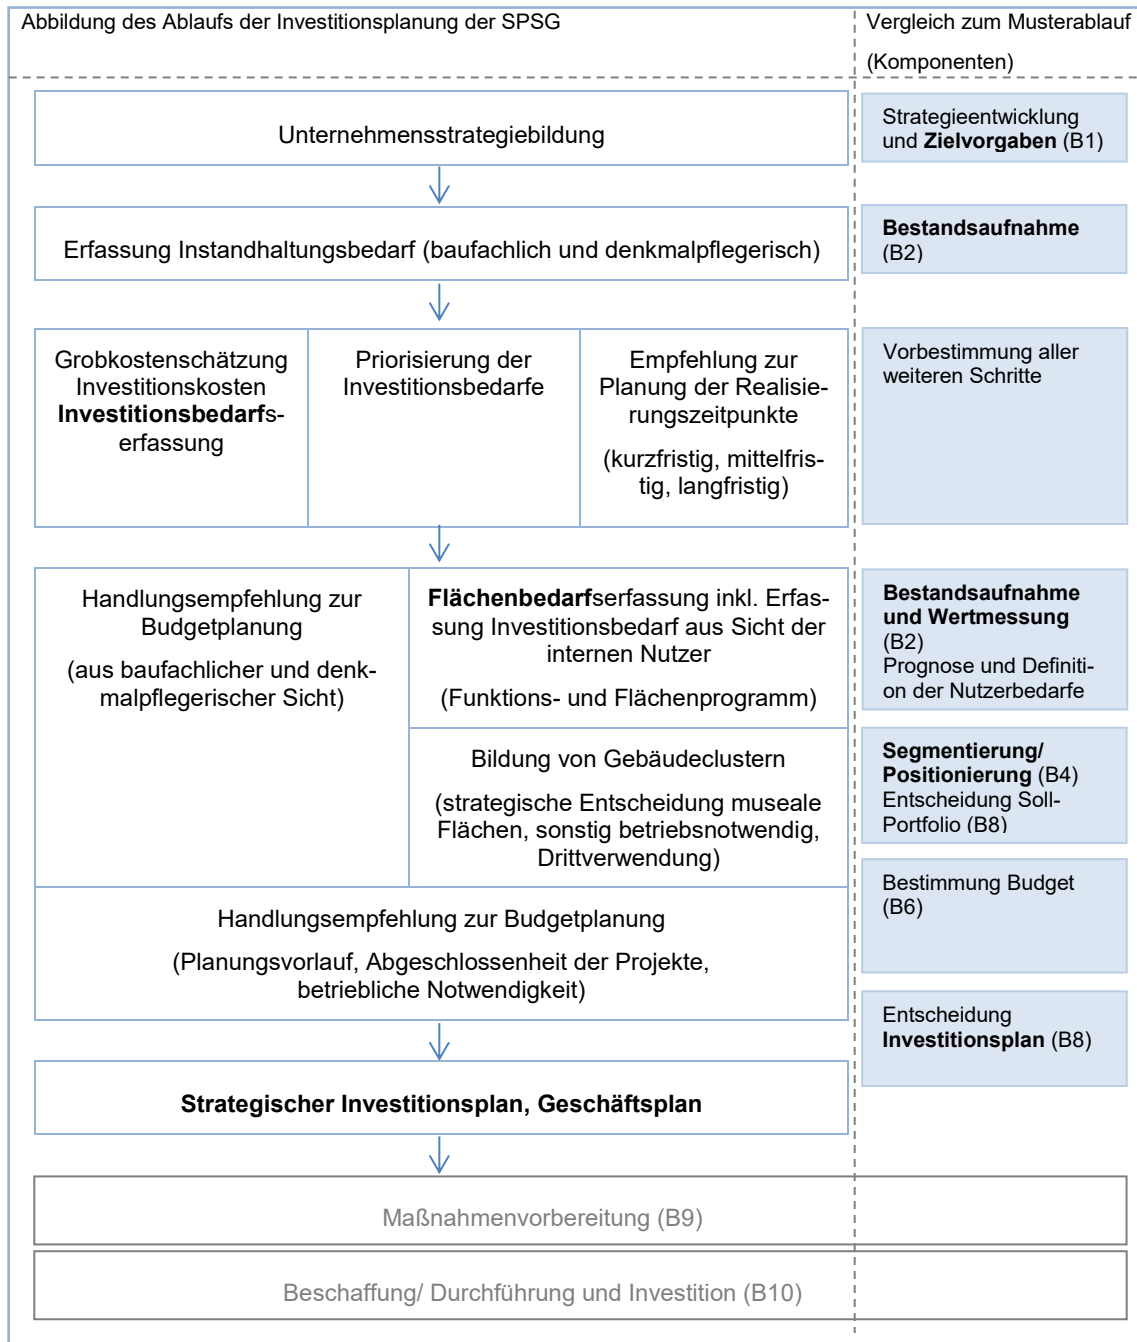 Abbildung des Ablaufs der Investitionsplanung der SPSG
Vergleich zum Musterablauf
(Komponenten)
Unternehmensstrategiebildung
Strategieentwicklung
und Zielvorgaben (B1)
Erfassung Instandhaltungsbedarf (baufachlich und denkmalpflegerisch)
Bestandsaufnahme
(B2)
Grobkostenschätzung
Investitionskosten
Investitionsbedarfs-
erfassung
Priorisierung der
Investitionsbedarfe
Empfehlung zur
Planung der Realisie-
rungszeitpunkte
(kurzfristig, mittelfris-
tig, langfristig)
Vorbestimmung aller
weiteren Schritte
Handlungsempfehlung zur
Budgetplanung
(aus baufachlicher und denk-
malpflegerischer Sicht)
Flächenbedarfserfassung inkl. Erfas-
sung Investitionsbedarf aus Sicht der
internen Nutzer
(Funktions- und Flächenprogramm)
Bestandsaufnahme
und Wertmessung
(B2)
Prognose und Definiti-
on der Nutzerbedarfe
Bildung von Gebäudeclustern
(strategische Entscheidung museale
Flächen, sonstig betriebsnotwendig,
Drittverwendung)
Segmentierung/
Positionierung (B4)
Entscheidung Soll-
Portfolio (B8)
Handlungsempfehlung zur Budgetplanung
(Planungsvorlauf, Abgeschlossenheit der Projekte,
betriebliche Notwendigkeit)
Bestimmung Budget
(B6)
Entscheidung
Investitionsplan (B8)
Strategischer Investitionsplan, Geschäftsplan
Maßnahmenvorbereitung (B9)
Beschaffung/ Durchführung und Investition (B10)